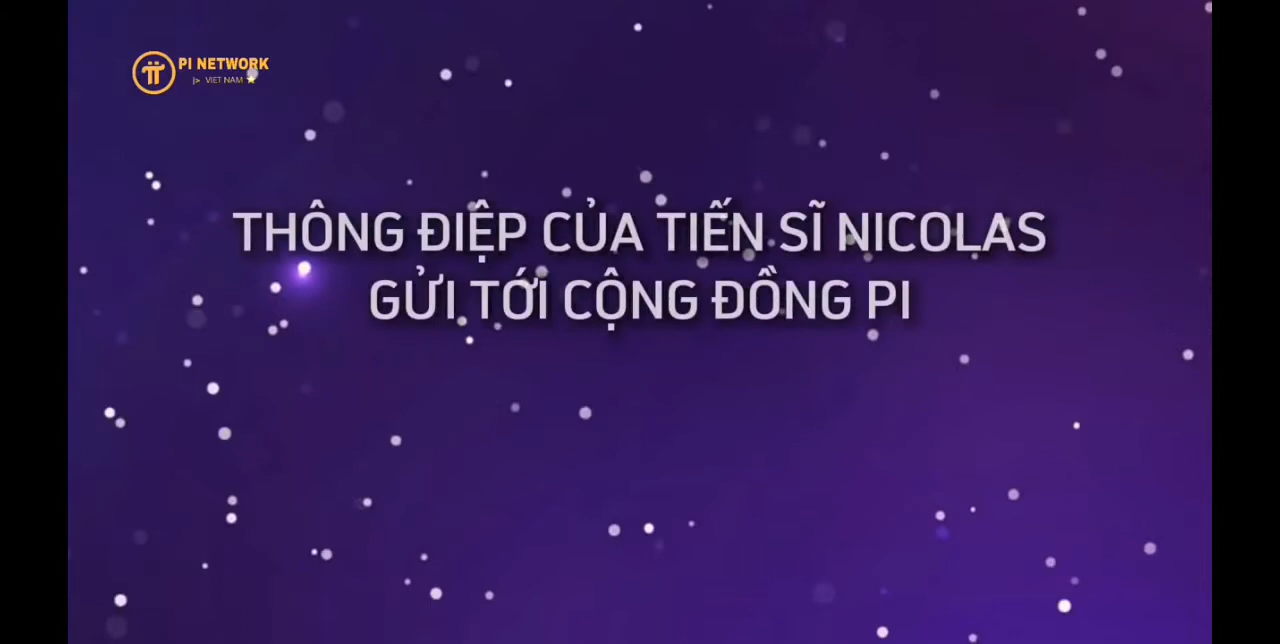 PI NETWORK
|> VIET NAM
THÔNG ĐIỆP CỦA TIẾN SĨ NICOLAS
GỬI TỚI CỘNG ĐỒNG PI